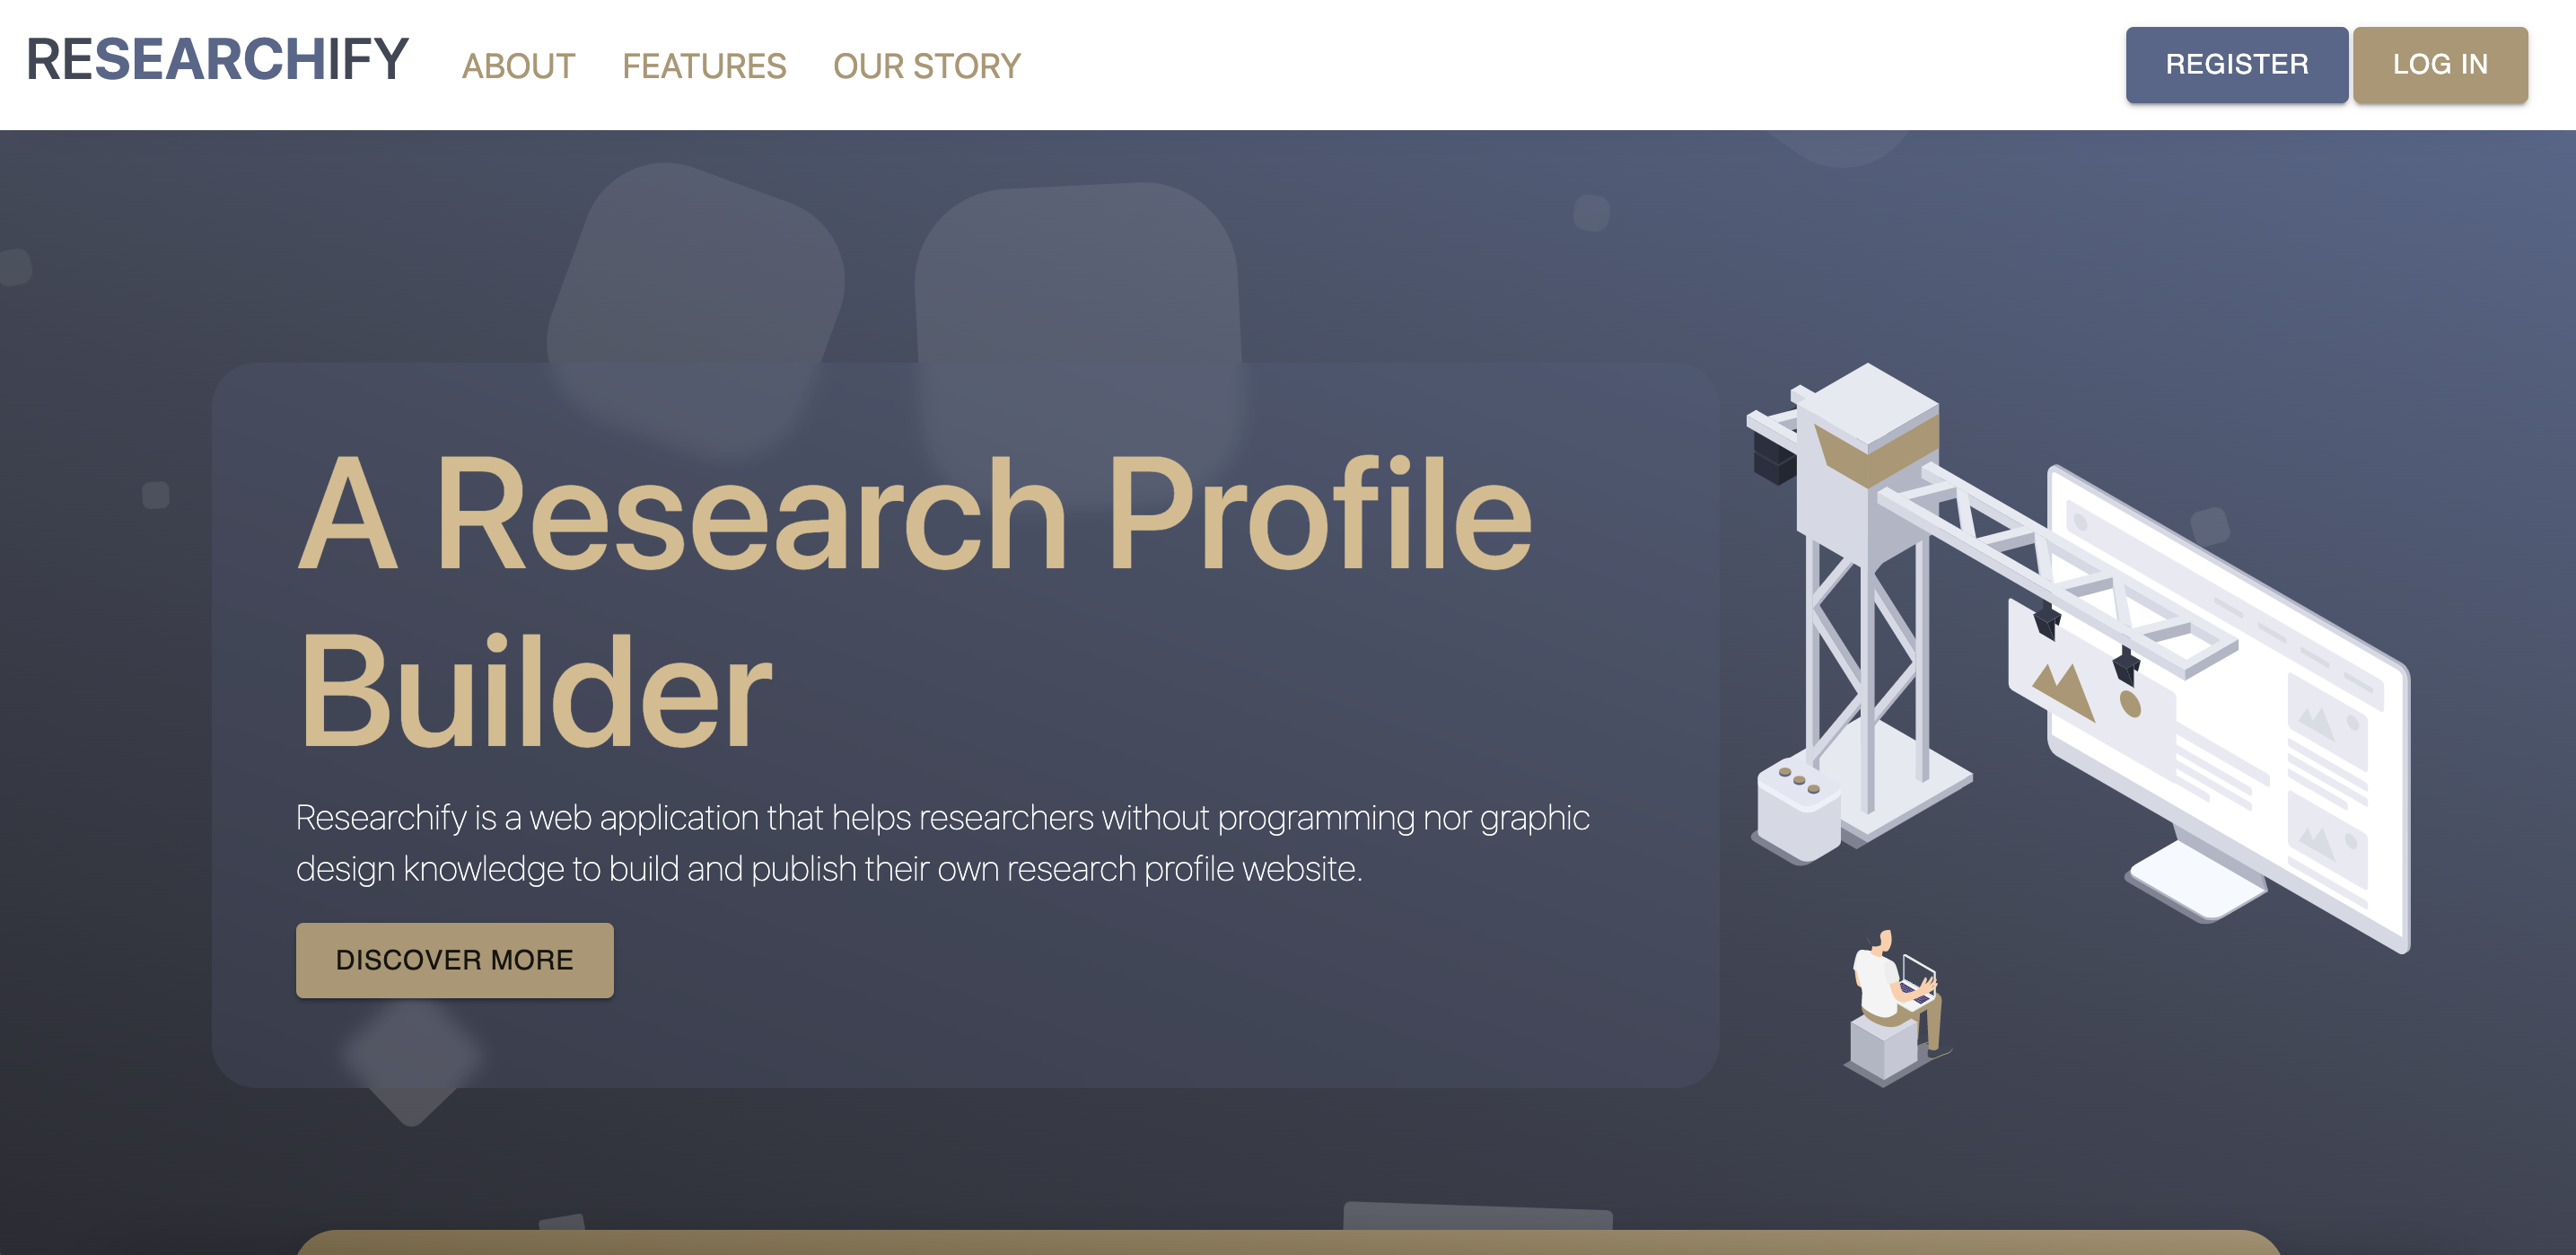 RESEARCHIFY ABOUT FEATURES OUR STORY REGISTER LOG IN
A Research Profile
Builder
Researchify is a web application that helps researchers without programming nor graphic
design knowledge to build and publish their own research profile website.
DISCOVER MORE